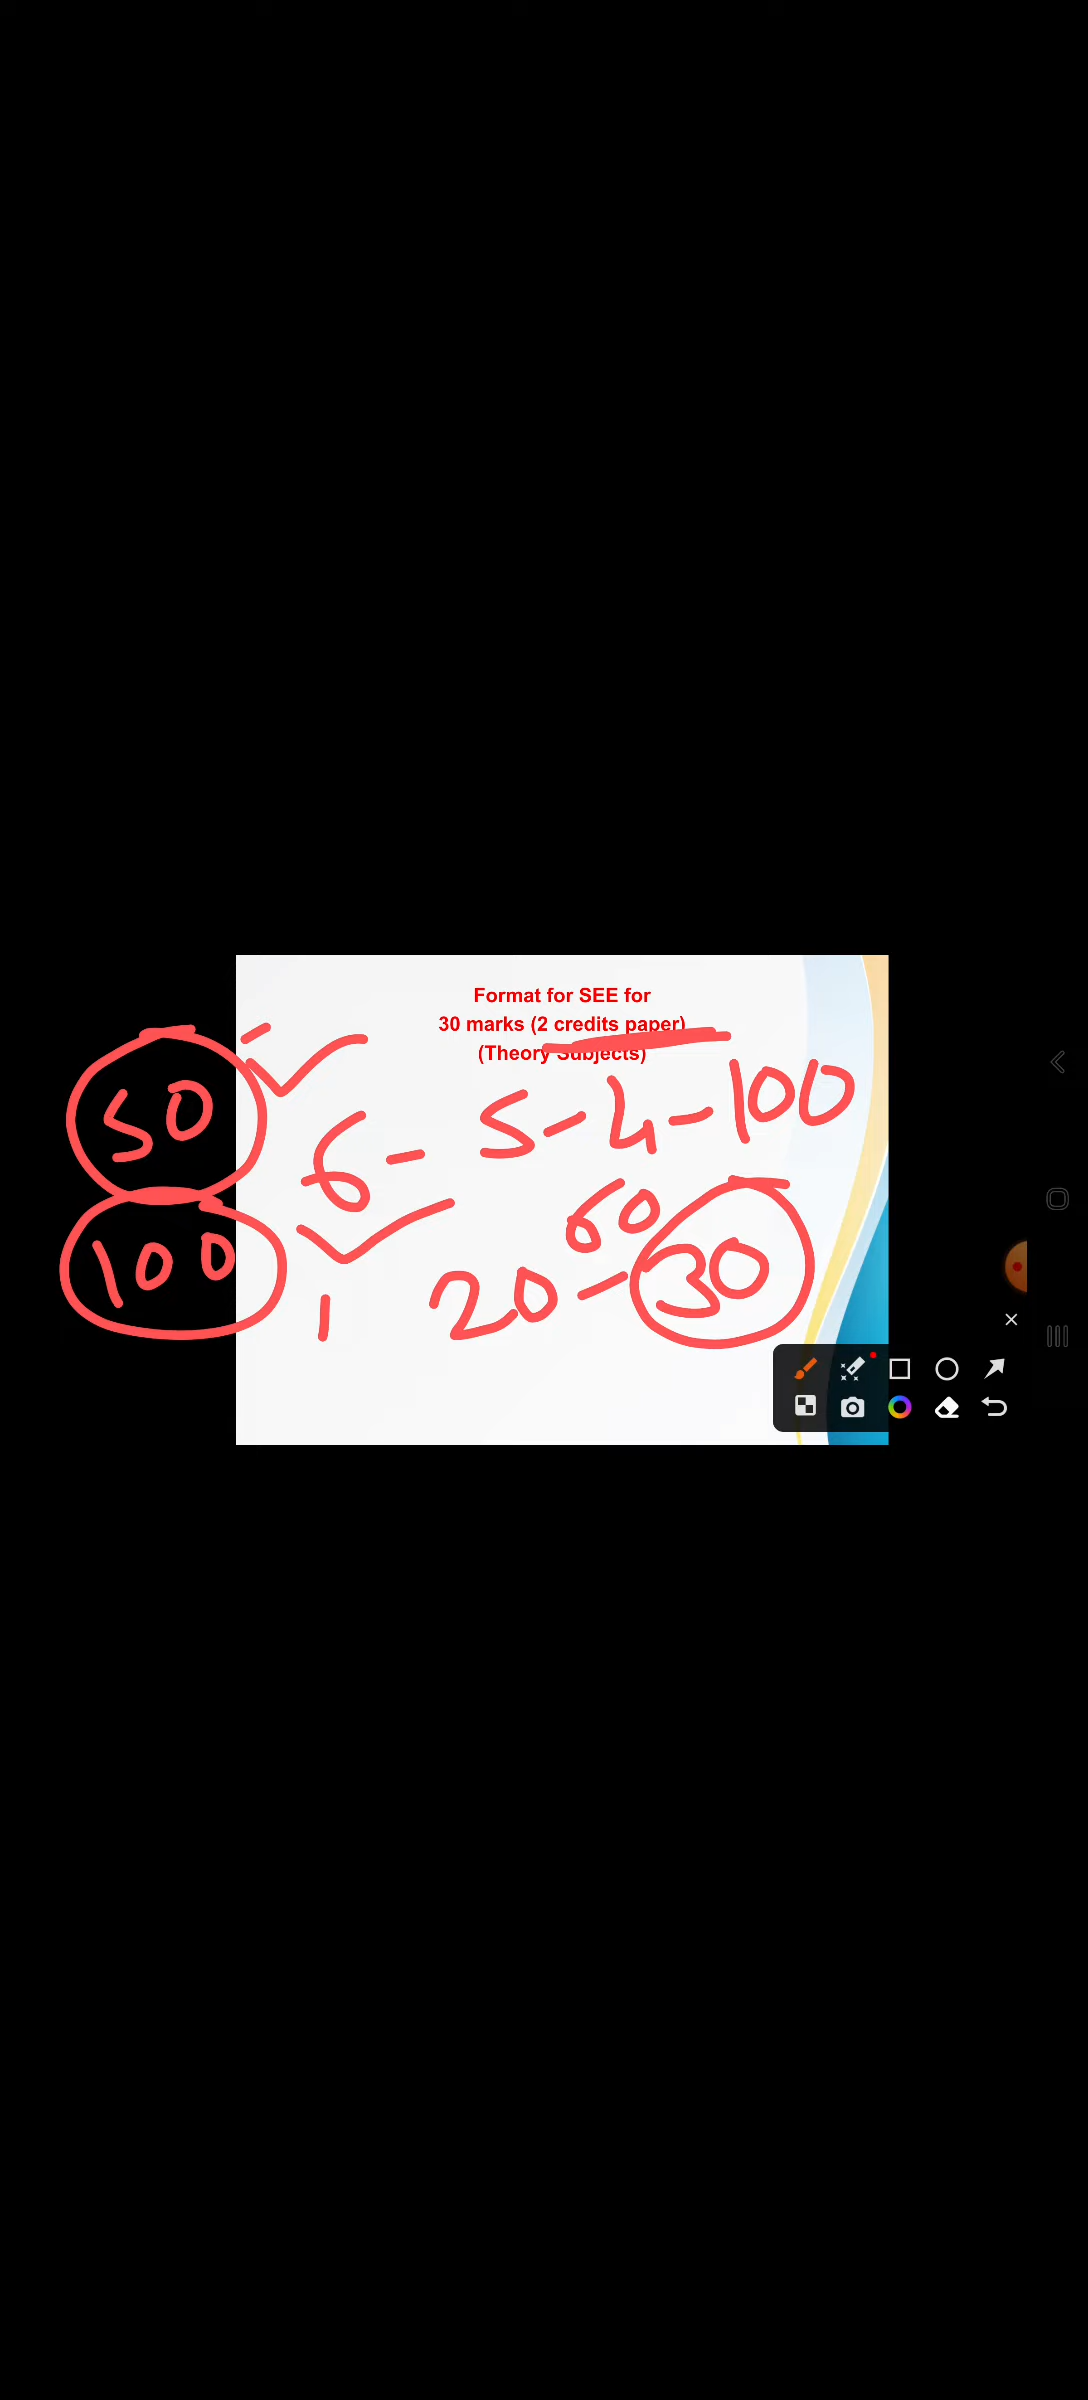 Format for SEE for
30 marks (2 credits paper)
(Theory Subjects)
50
6 - 5 - 4 - 100
100
60
1 20 - 30